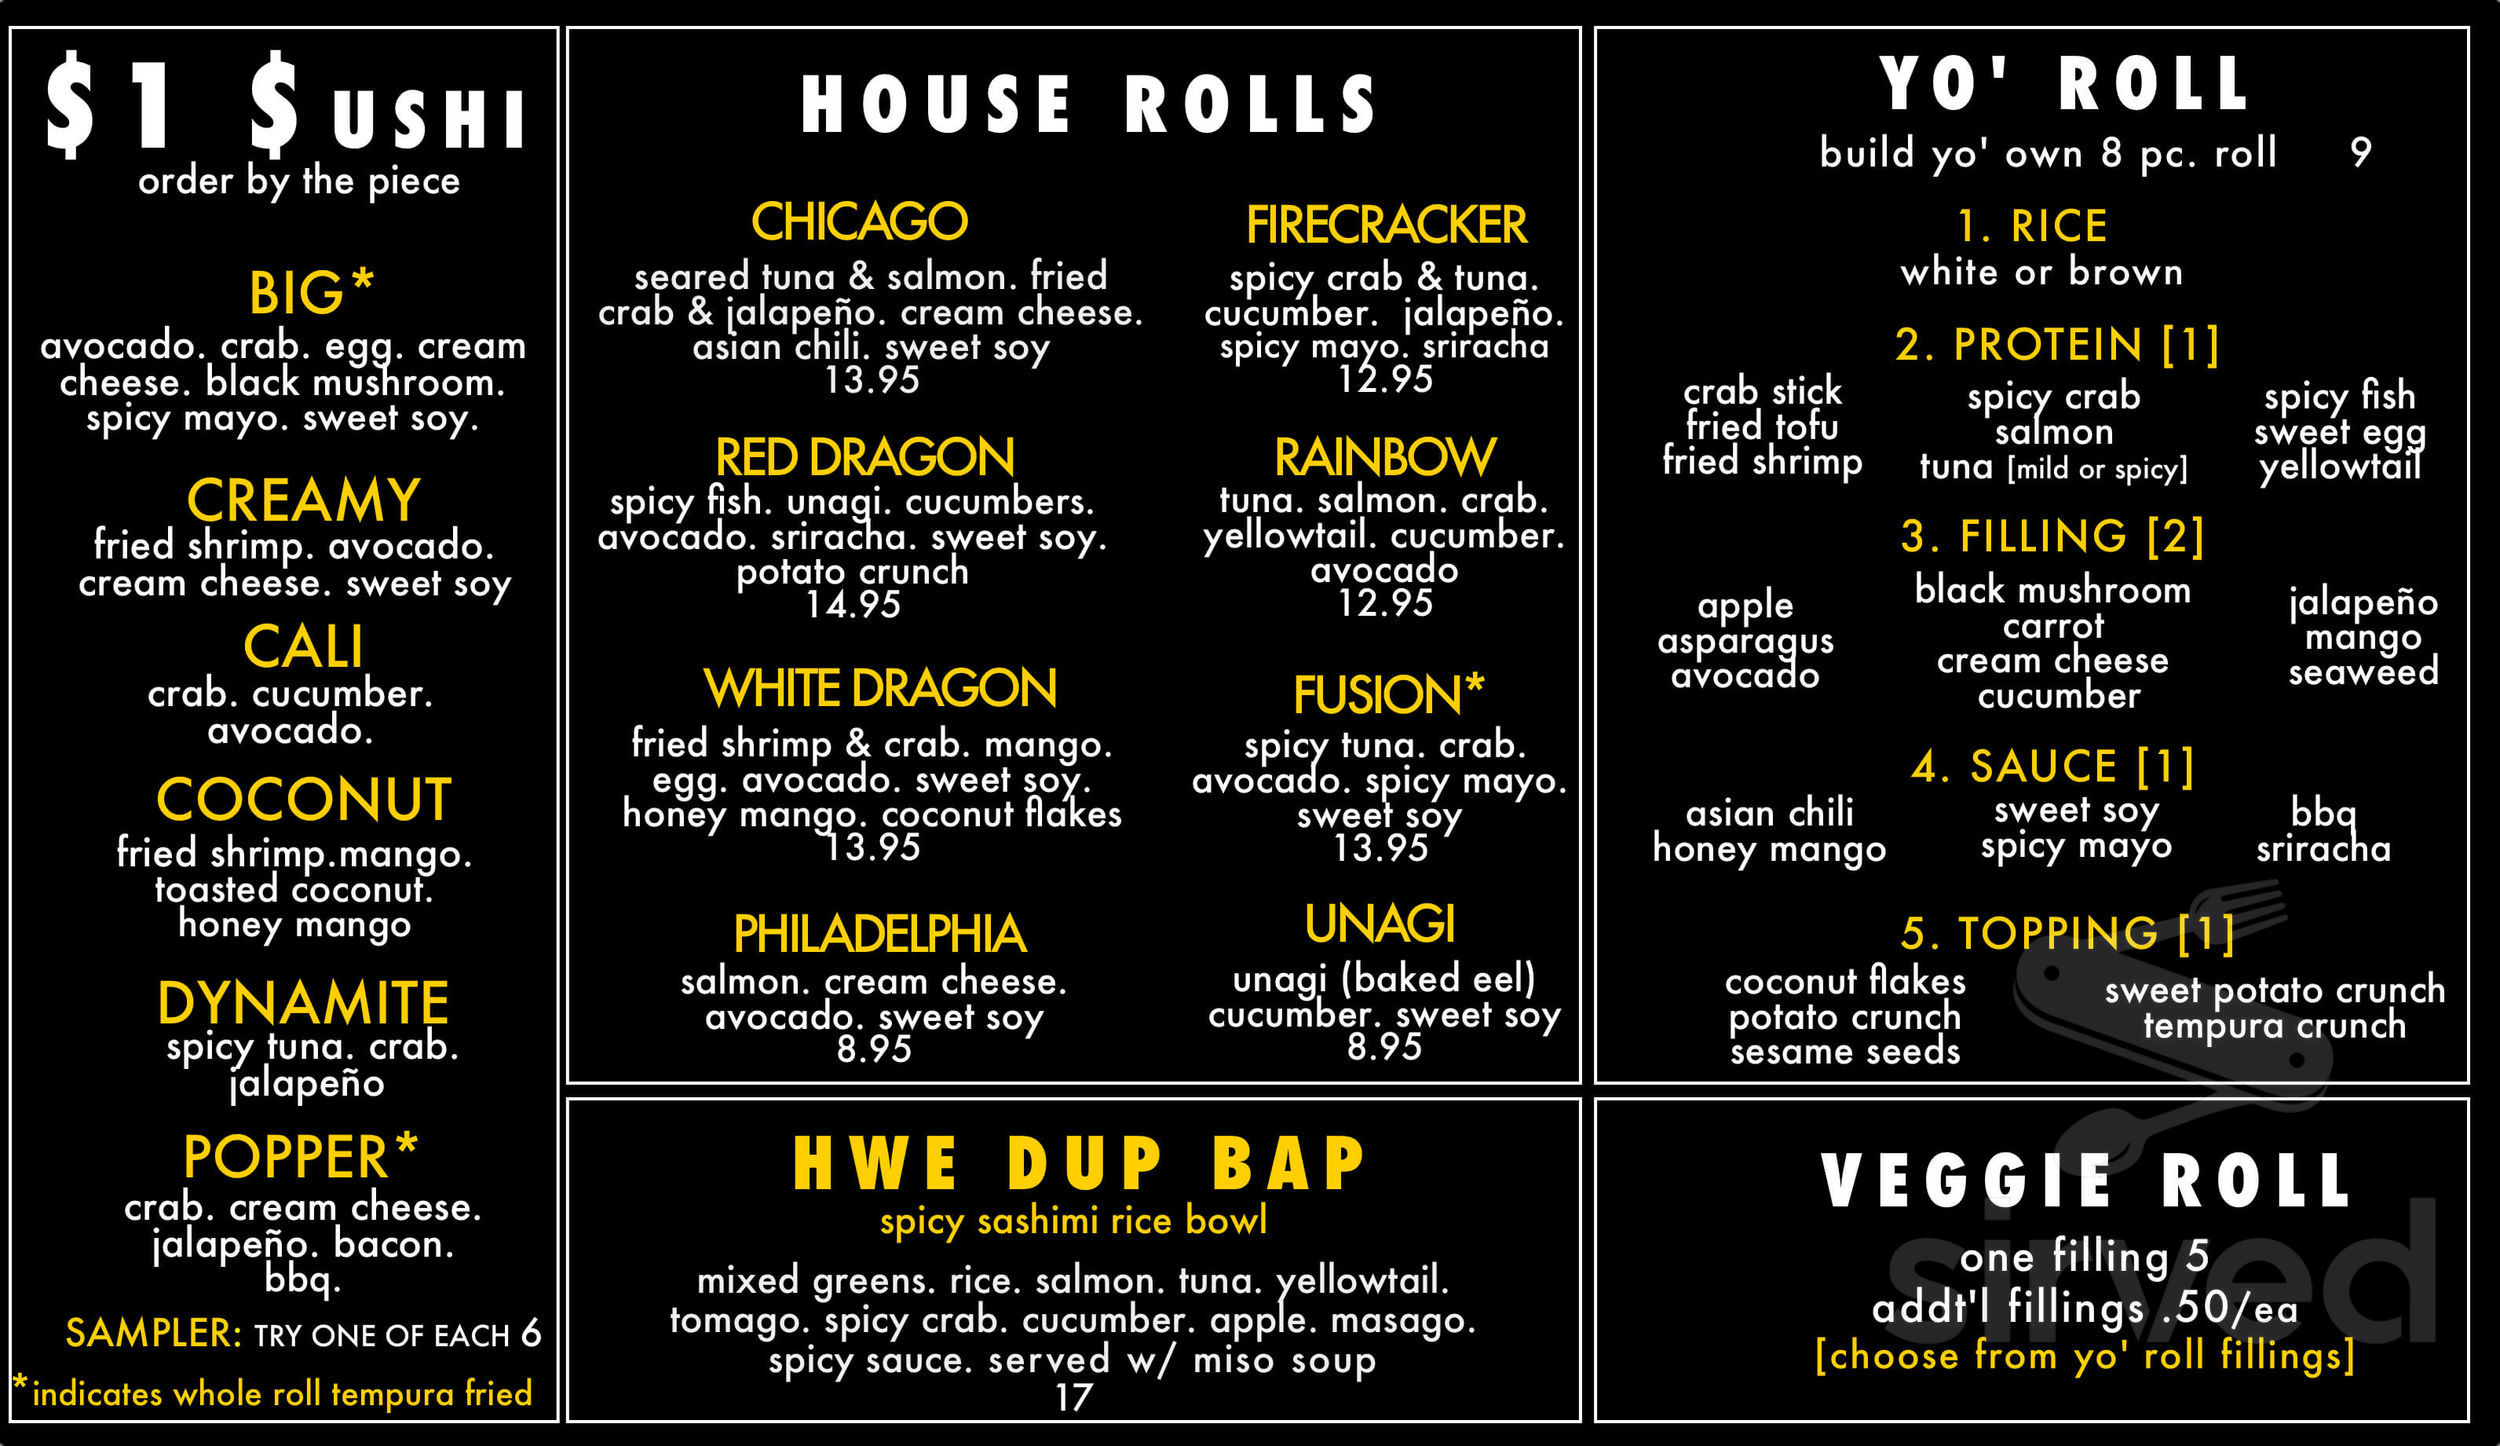 $1 $USHI
order by the piece
BIG*
avocado. crab. egg. cream
cheese. black mushroom.
spicy mayo. sweet soy.
CREAMY
fried shrimp. avocado.
cream cheese. sweet soy
CALI
crab. cucumber.
avocado.
COCONUT
fried shrimp.mango.
toasted coconut.
honey mango
DYNAMITE
spicy tuna. crab.
jalapeño
POPPER*
crab. cream cheese.
jalapeño. bacon.
bbq.
SAMPLER: TRY ONE OF EACH 6
*indicates whole roll tempura fried
HOUSE ROLLS
CHICAGO
seared tuna & salmon. fried
crab & jalapeño. cream cheese.
asian chili. sweet soy
13.95
RED DRAGON
spicy fish. unagi. cucumbers.
avocado. sriracha. sweet soy.
potato crunch
14.95
WHITE DRAGON
fried shrimp & crab. mango.
egg. avocado. sweet soy.
honey mango. coconut flakes
13.95
PHILADELPHIA
salmon. cream cheese.
avocado. sweet soy
8.95
FIRECRACKER
spicy crab & tuna.
cucumber. jalapeño.
spicy mayo. sriracha
12.95
RAINBOW
tuna. salmon. crab.
yellowtail. cucumber.
avocado
12.95
FUSION*
spicy tuna. crab.
avocado. spicy mayo.
sweet soy
13.95
UNAGI
unagi (baked eel)
cucumber. sweet soy
8.95
HWE DUP BAP
spicy sashimi rice bowl
mixed greens. rice. salmon. tuna. yellowtail.
tomago. spicy crab. cucumber. apple. masago.
spicy sauce. served w/ miso soup
17
YO' ROLL
build yo' own 8 pc. roll 9
1. RICE
white or brown
2. PROTEIN [1]
crab stick
fried tofu
fried shrimp
spicy crab
salmon
tuna [mild or spicy]
spicy fish
sweet egg
yellowtail
3. FILLING [2]
apple
asparagus
avocado
black mushroom
carrot
cream cheese
cucumber
jalapeño
mango
seaweed
4. SAUCE [1]
asian chili
honey mango
sweet soy
spicy mayo
bbq
sriracha
5. TOPPING [1]
coconut flakes
potato crunch
sesame seeds
sweet potato crunch
tempura crunch
VEGGIE ROLL
one filling 5
addt'l fillings .50/ea
[choose from yo' roll fillings]
sirved